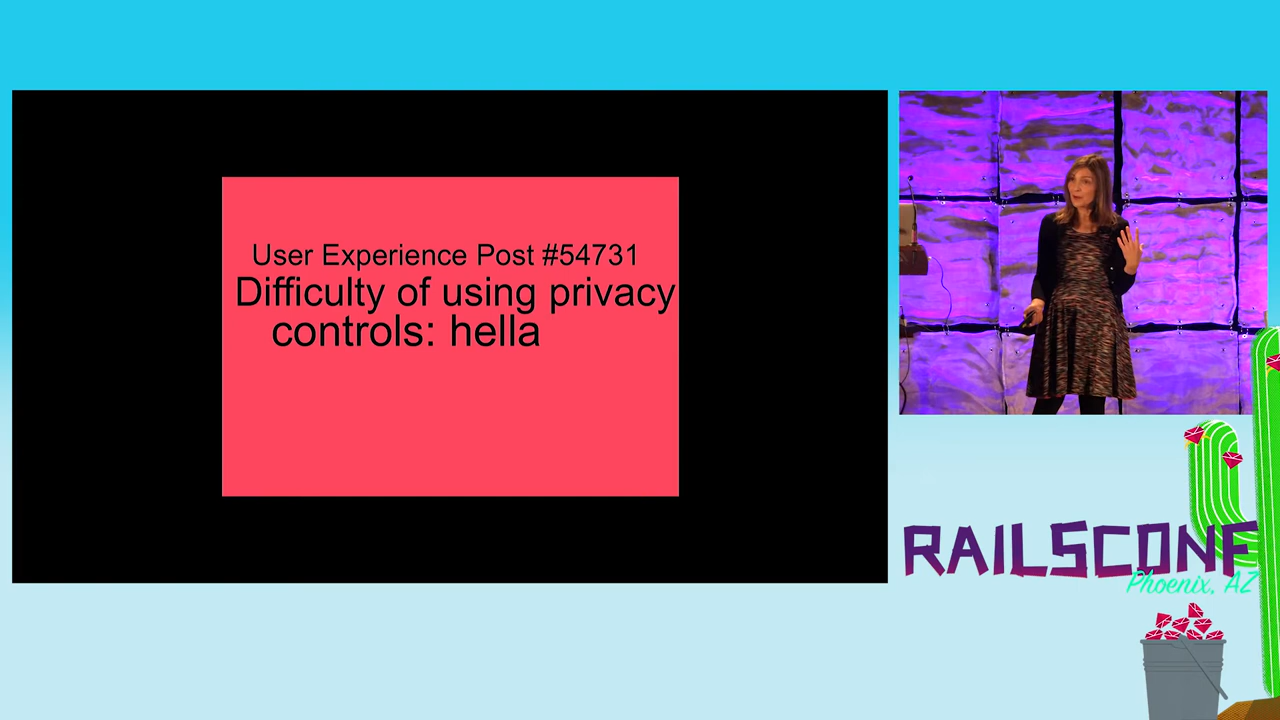 User Experience Post #54731
Difficulty of using privacy
controls: hella
RAILSCONF
Phoenix, AZ